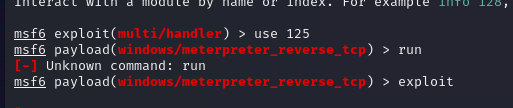 Interact with a module by name or index. For example info 128,
msf6 exploit(multi/handler) > use 125
msf6 payload(windows/meterpreter_reverse_tcp) > run
[-] Unknown command: run
msf6 payload(windows/meterpreter_reverse_tcp) > exploit